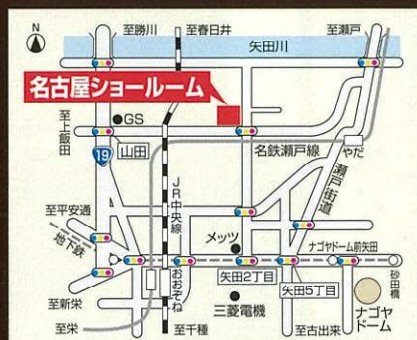 N
至勝川
至春日井
至瀬戸
矢田川
名古屋ショールーム
至上飯田
GS
山田
19
名鉄瀬戸線
やだ
瀬戸街道
JR中央線
至平安通
地下鉄
メッツ
ナゴヤドーム前矢田
砂田橋
おおぞね
矢田2丁目
矢田5丁目
至新栄
三菱電機
ナゴヤ
ドーム
至栄
至千種
至古出来